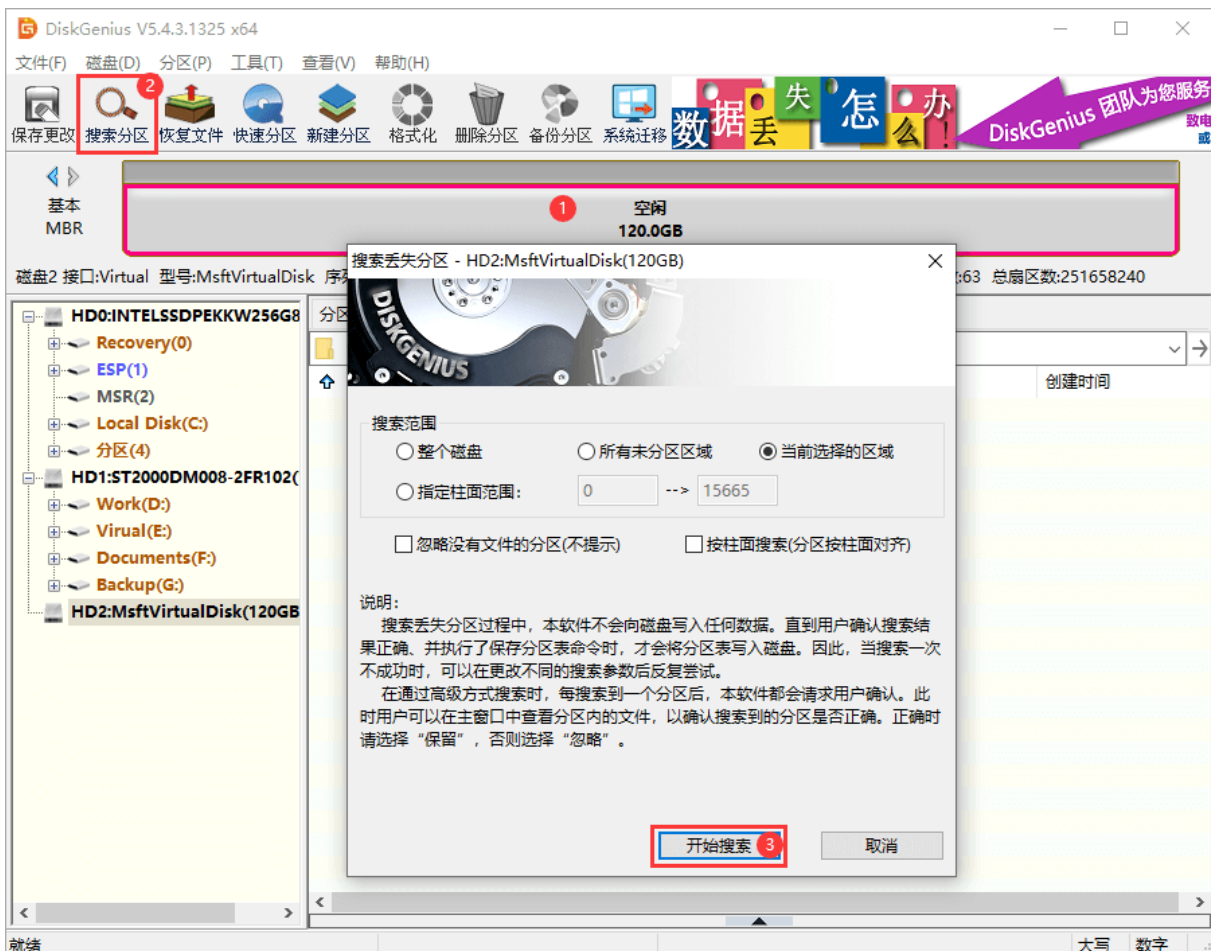 DiskGenius V5.4.3.1325 x64
文件(F) 磁盘(D) 分区(P) 工具(T) 查看(V) 帮助(H)
2
保存更改 搜索分区 恢复文件 快速分区 新建分区 格式化 删除分区 备份分区 系统迁移
数据丢失怎么办!
DiskGenius 团队为您服务
致电
或
基本
MBR
1
空闲
120.0GB
磁盘2 接口:Virtual 型号:MsftVirtualDisk 序列
:63 总扇区数:251658240
搜索丢失分区 - HD2:MsftVirtualDisk(120GB)
DISKGENIUS
HD0:INTELSSDPEKKW256G8
Recovery(0)
ESP(1)
MSR(2)
Local Disk(C:)
分区(4)
HD1:ST2000DM008-2FR102(
Work(D:)
Virual(E:)
Documents(F:)
Backup(G:)
HD2:MsftVirtualDisk(120GB
分区
创建时间
搜索范围
整个磁盘 所有未分区区域 当前选择的区域
指定柱面范围: 0 --> 15665
忽略没有文件的分区(不提示) 按柱面搜索(分区按柱面对齐)
说明:
搜索丢失分区过程中，本软件不会向磁盘写入任何数据。直到用户确认搜索结
果正确、并执行了保存分区表命令时，才会将分区表写入磁盘。因此，当搜索一次
不成功时，可以在更改不同的搜索参数后反复尝试。
在通过高级方式搜索时，每搜索到一个分区后，本软件都会请求用户确认。此
时用户可以在主窗口中查看分区内的文件，以确认搜索到的分区是否正确。正确时
请选择“保留”，否则选择“忽略”。
开始搜索 3 取消
就绪
大写 数字